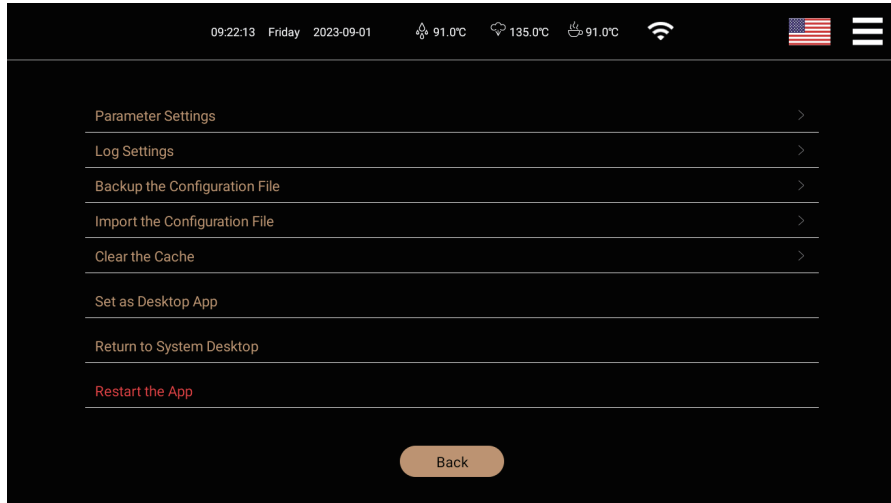 09:22:13 Friday 2023-09-01 91.0℃ 135.0℃ 91.0℃
Parameter Settings
Log Settings
Backup the Configuration File
Import the Configuration File
Clear the Cache
Set as Desktop App
Return to System Desktop
Restart the App
Back